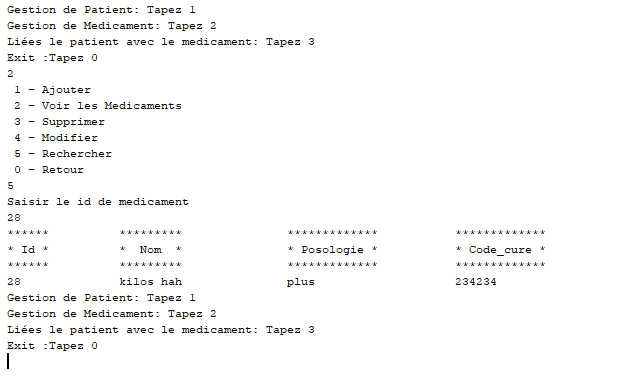 Gestion de Patient: Tapez 1
Gestion de Medicament: Tapez 2
Liées le patient avec le medicament: Tapez 3
Exit :Tapez 0
2
1 - Ajouter
2 - Voir les Medicaments
3 - Supprimer
4 - Modifier
5 - Rechercher
0 - Retour
5
Saisir le id de medicament
28
****** ********* ************* *************
* Id * * Nom * * Posologie * * Code_cure *
****** ********* ************* *************
28 kilos hah plus 234234
Gestion de Patient: Tapez 1
Gestion de Medicament: Tapez 2
Liées le patient avec le medicament: Tapez 3
Exit :Tapez 0